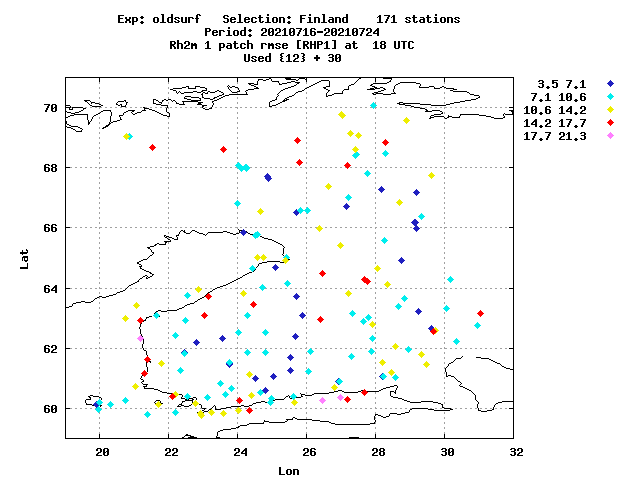 Exp: oldsurf   Selection: Finland    171 stations
Period: 20210716-20210724
Rh2m 1 patch rmse [RHP1] at  18 UTC
Used {12} + 30
3.5 7.1
7.1 10.6
10.6 14.2
14.2 17.7
17.7 21.3
70
68
66
64
62
60
Lat
20 22 24 26 28 30 32
Lon